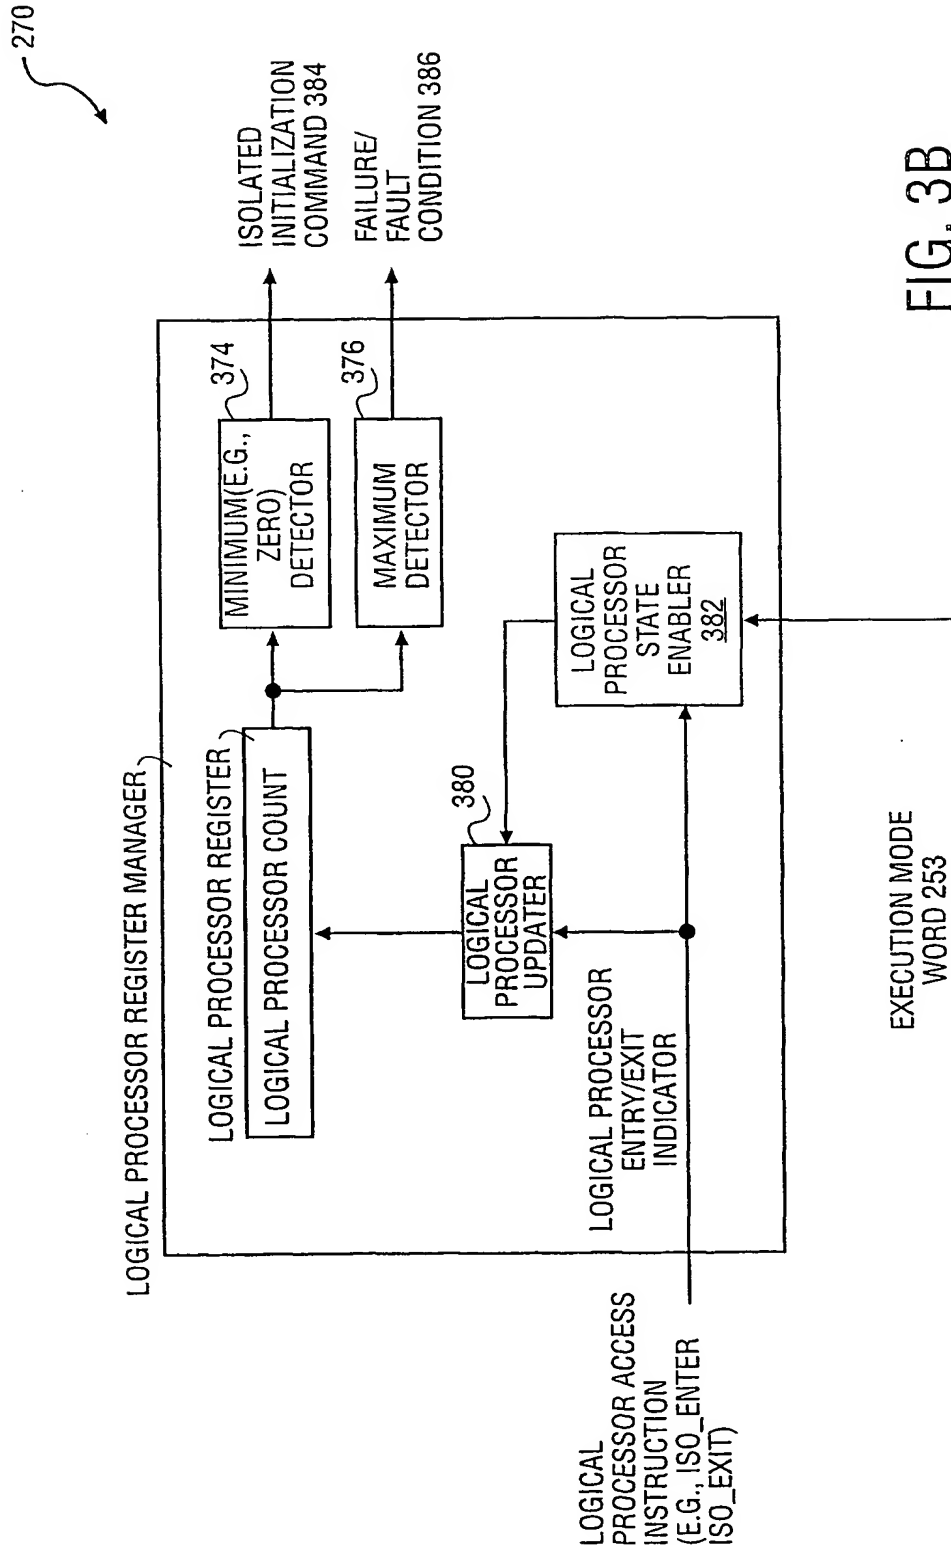 270
LOGICAL PROCESSOR REGISTER MANAGER
LOGICAL PROCESSOR REGISTER
LOGICAL PROCESSOR COUNT
374
MINIMUM(E.G.,
ZERO)
DETECTOR
ISOLATED
INITIALIZATION
COMMAND 384
376
MAXIMUM
DETECTOR
FAILURE/
FAULT
CONDITION 386
380
LOGICAL
PROCESSOR
UPDATER
LOGICAL
PROCESSOR
STATE
ENABLER
382
LOGICAL PROCESSOR
ENTRY/EXIT
INDICATOR
LOGICAL
PROCESSOR ACCESS
INSTRUCTION
(E.G., ISO_ENTER
ISO_EXIT)
EXECUTION MODE
WORD 253
FIG. 3B